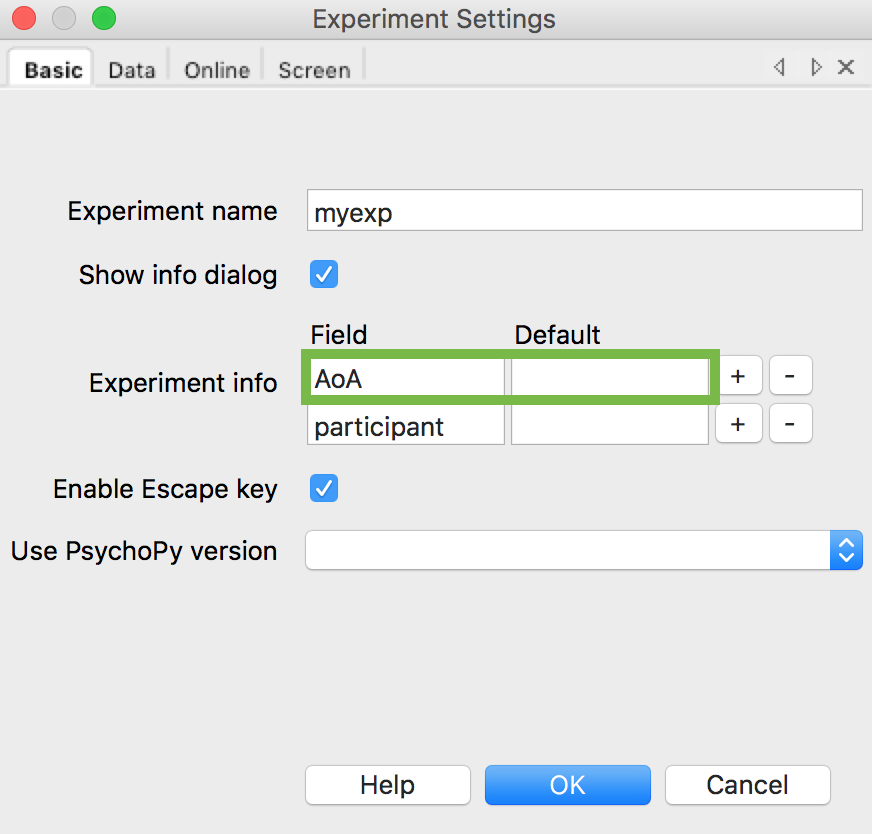 Experiment Settings
Basic Data Online Screen
Experiment name myexp
Show info dialog
Field Default
Experiment info AoA + -
participant + -
Enable Escape key
Use PsychoPy version
Help OK Cancel